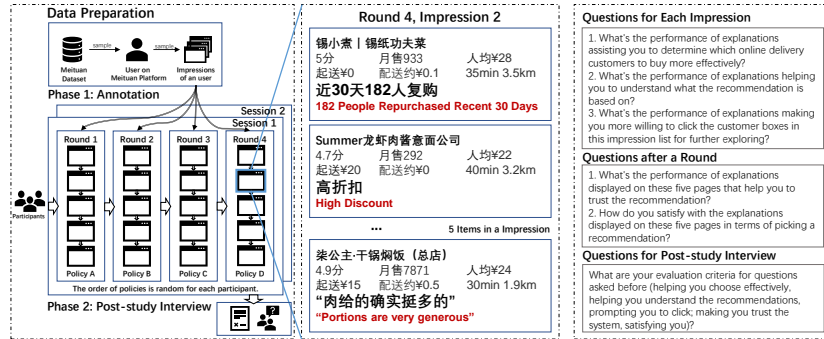 Data Preparation
sample
sample
Meituan
Dataset
User on
Meituan Platform
Impressions
of an user
Phase 1: Annotation
Session 2
Session 1
Round 1
Round 2
Round 3
Round 4
Participants
Policy A
Policy B
Policy C
Policy D
The order of policies is random for each participant.
Phase 2: Post-study Interview
Round 4, Impression 2
锡小煮丨锡纸功夫菜
5分 月售933 人均¥28
起送¥0 配送约¥0.1 35min 3.5km
近30天182人复购
182 People Repurchased Recent 30 Days
Summer龙虾肉酱意面公司
4.7分 月售292 人均¥22
起送¥20 配送约¥0 40min 3.2km
高折扣
High Discount
...
5 Items in a Impression
柒公主·干锅焖饭（总店）
4.9分 月售7871 人均¥24
起送¥15 配送约¥0.5 30min 1.9km
“肉给的确实挺多的”
“Portions are very generous”
Questions for Each Impression
1. What's the performance of explanations
assisting you to determine which online delivery
customers to buy more effectively?
2. What's the performance of explanations helping
you to understand what the recommendation is
based on?
3. What's the performance of explanations making
you more willing to click the customer boxes in
this impression list for further exploring?
Questions after a Round
1. What's the performance of explanations
displayed on these five pages that help you to
trust the recommendation?
2. How do you satisfy with the explanations
displayed on these five pages in terms of picking a
recommendation?
Questions for Post-study Interview
What are your evaluation criteria for questions
asked before (helping you choose effectively,
helping you understand the recommendations,
prompting you to click; making you trust the
system, satisfying you)?